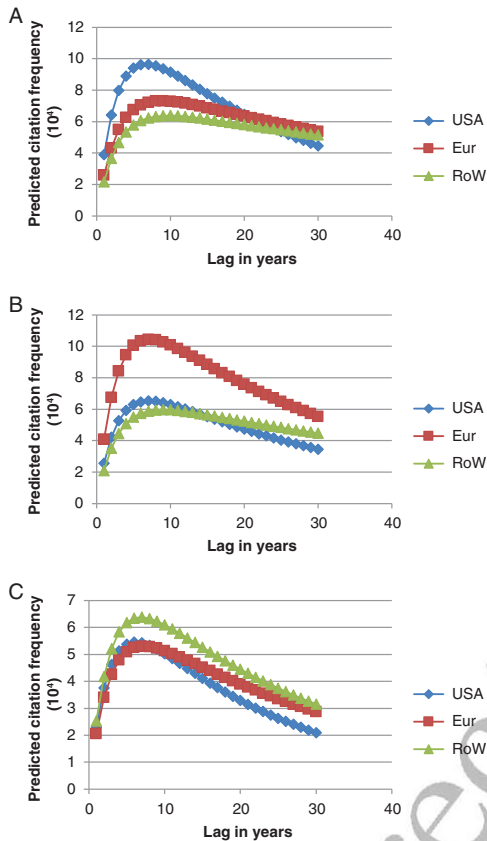 A
Predicted citation frequency
(10⁴)
12
10
8
6
4
2
0
0
10
20
30
40
Lag in years
USA
Eur
RoW
B
Predicted citation frequency
(10⁴)
12
10
8
6
4
2
0
0
10
20
30
40
Lag in years
USA
Eur
RoW
C
Predicted citation frequency
(10⁴)
7
6
5
4
3
2
1
0
0
10
20
30
40
Lag in years
USA
Eur
RoW